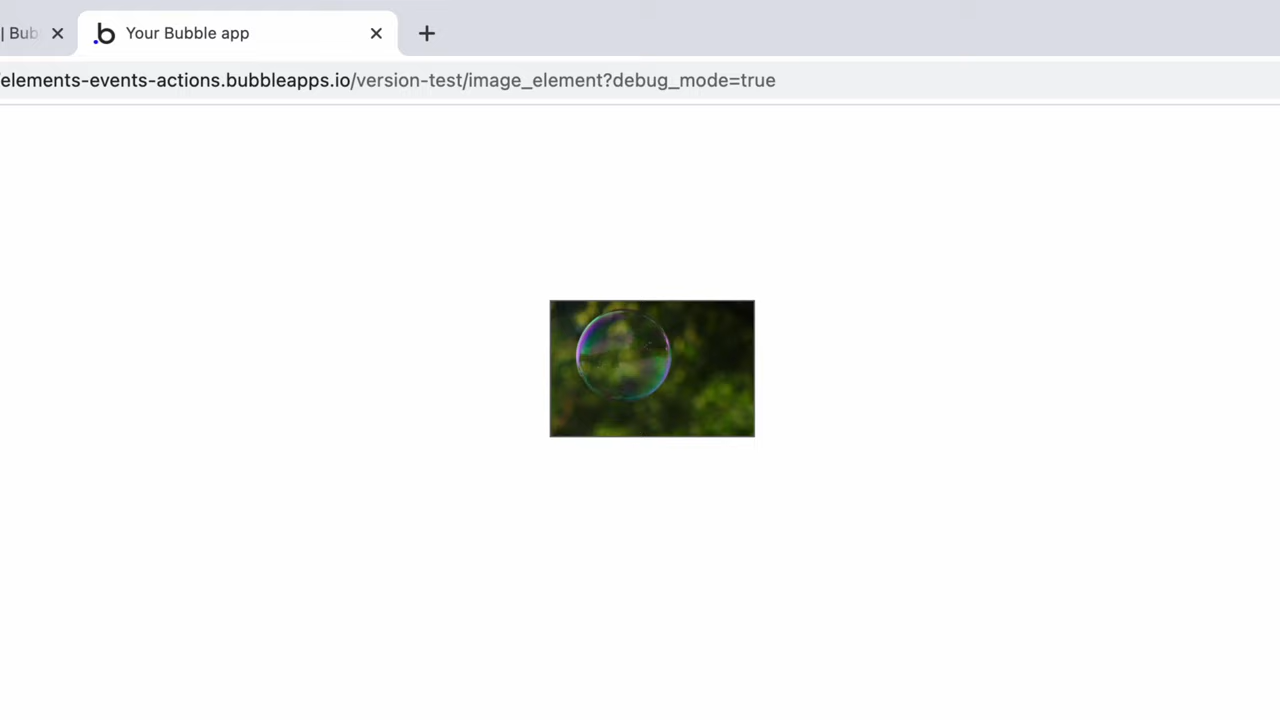 | Bub
.b Your Bubble app
elements-events-actions.bubbleapps.io/version-test/image_element?debug_mode=true